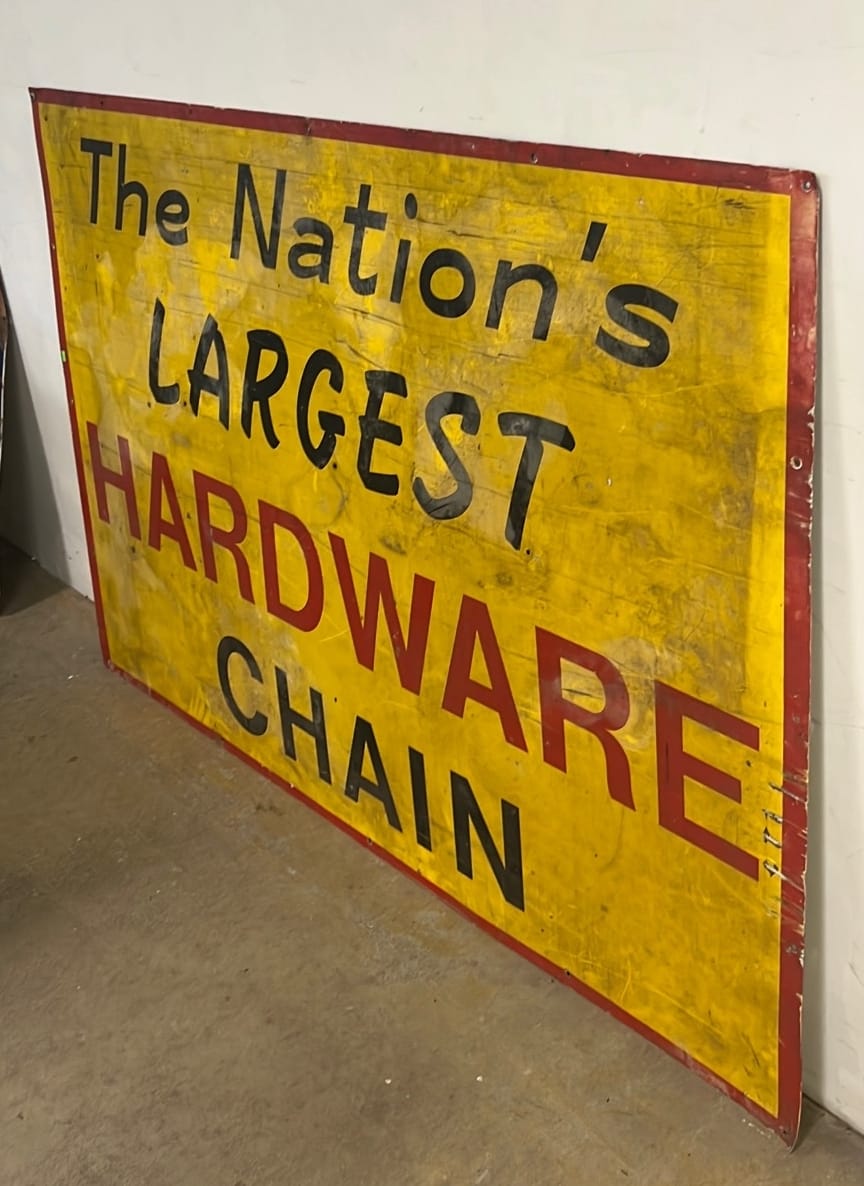 The Nation's
LARGEST
HARDWARE
CHAIN